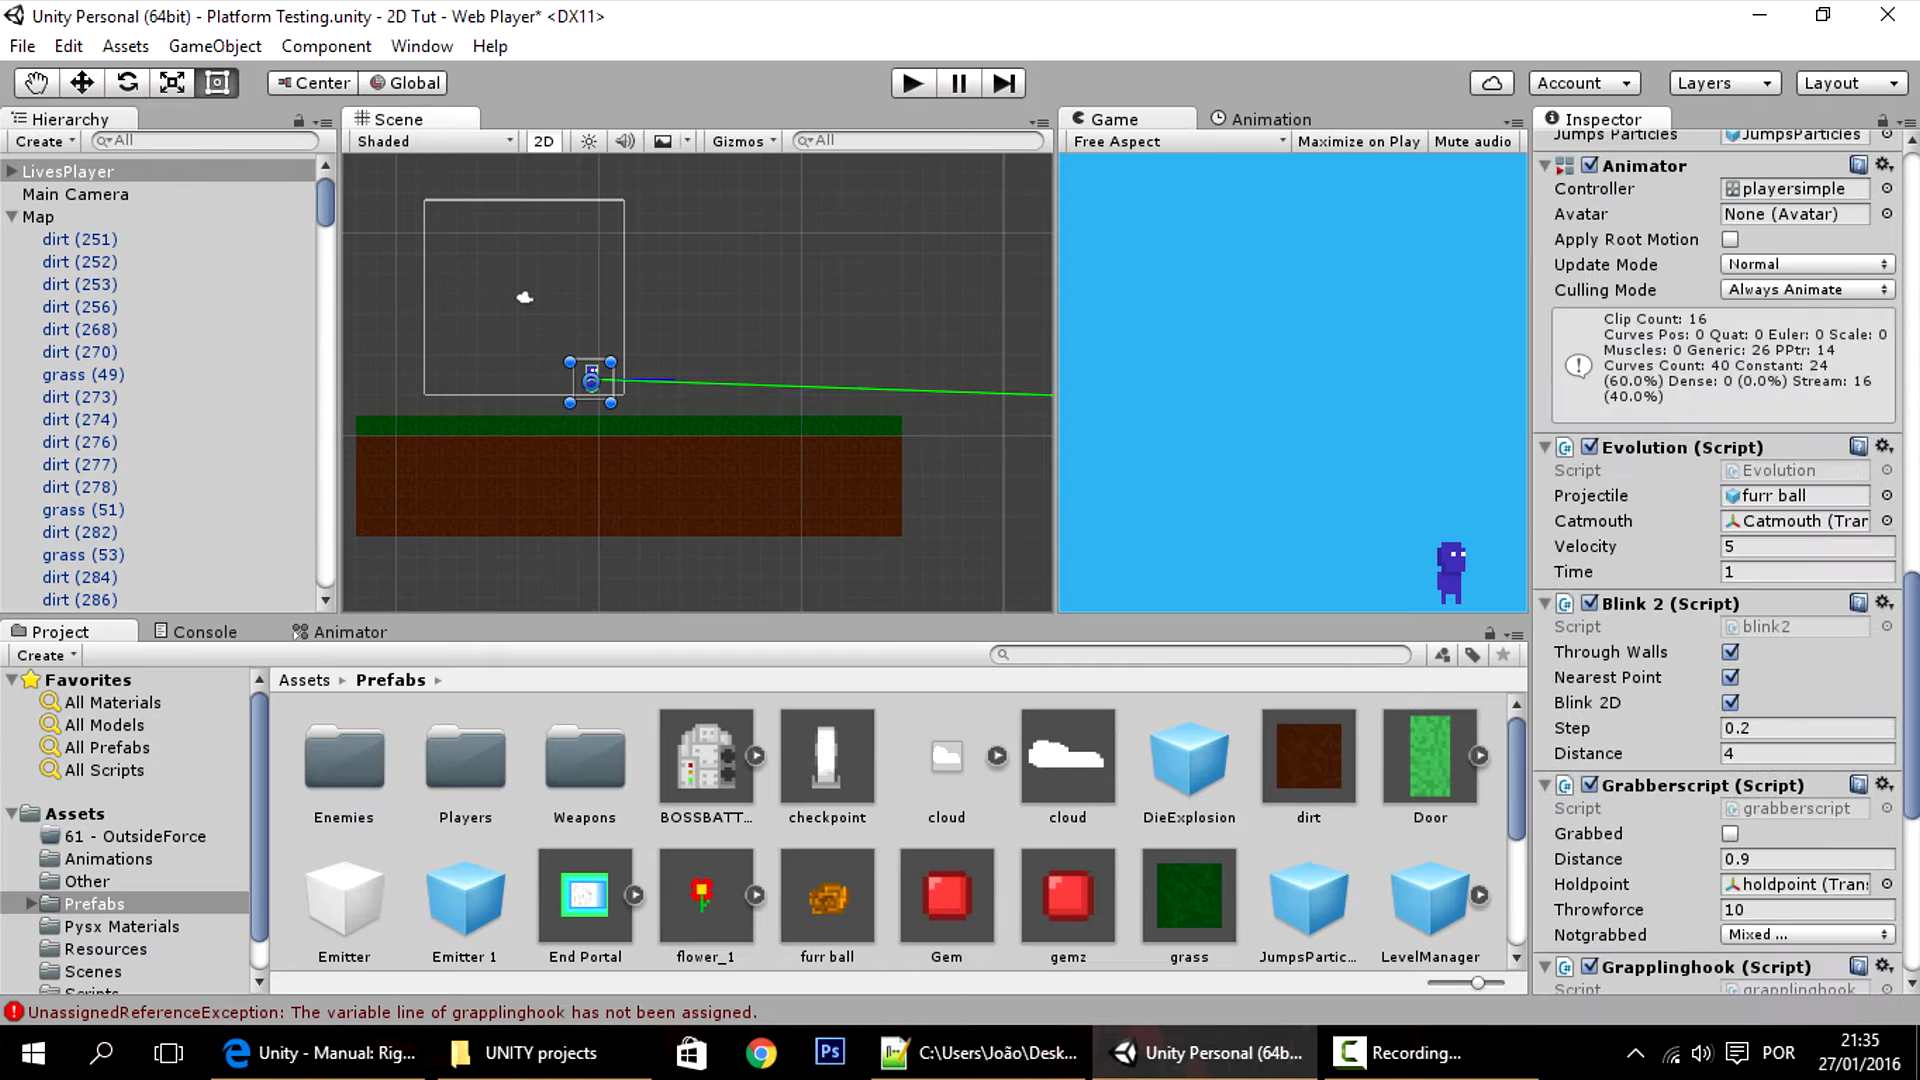 Unity Personal (64bit) - Platform Testing.unity - 2D Tut - Web Player* <DX11>
File Edit Assets GameObject Component Window Help
Center Global Account Layers Layout
Hierarchy
Create All
LivesPlayer
Main Camera
Map
dirt (251)
dirt (252)
dirt (253)
dirt (256)
dirt (268)
dirt (270)
grass (49)
dirt (273)
dirt (274)
dirt (276)
dirt (277)
dirt (278)
grass (51)
dirt (282)
grass (53)
dirt (284)
dirt (286)
Scene
Shaded 2D Gizmos All
Game Animation
Free Aspect Maximize on Play Mute audio
Inspector
Jumps Particles JumpsParticles
Animator
Controller playersimple
Avatar None (Avatar)
Apply Root Motion
Update Mode Normal
Culling Mode Always Animate
Clip Count: 16
Curves Pos: 0 Quat: 0 Euler: 0 Scale: 0
Muscles: 0 Generic: 26 PPtr: 14
Curves Count: 40 Constant: 24
(60.0%) Dense: 0 (0.0%) Stream: 16
(40.0%)
Evolution (Script)
Script Evolution
Projectile furr ball
Catmouth Catmouth (Trar
Velocity 5
Time 1
Blink 2 (Script)
Script blink2
Through Walls
Nearest Point
Blink 2D
Step 0.2
Distance 4
Grabberscript (Script)
Script grabberscript
Grabbed
Distance 0.9
Holdpoint holdpoint (Tran
Throwforce 10
Notgrabbed Mixed ...
Grapplinghook (Script)
Script grapplinghook
Project Console Animator
Create
Favorites
All Materials
All Models
All Prefabs
All Scripts
Assets
61 - OutsideForce
Animations
Other
Prefabs
Pysx Materials
Resources
Scenes
Scripts
Assets Prefabs
Enemies Players Weapons BOSSBATT... checkpoint cloud cloud DieExplosion dirt Door
Emitter Emitter 1 End Portal flower_1 furr ball Gem gemz grass JumpsPartic... LevelManager
UnassignedReferenceException: The variable line of grapplinghook has not been assigned.
Unity - Manual: Rig... UNITY projects Ps C:\Users\João\Desk... Unity Personal (64b... Recording... POR
21:35
27/01/2016